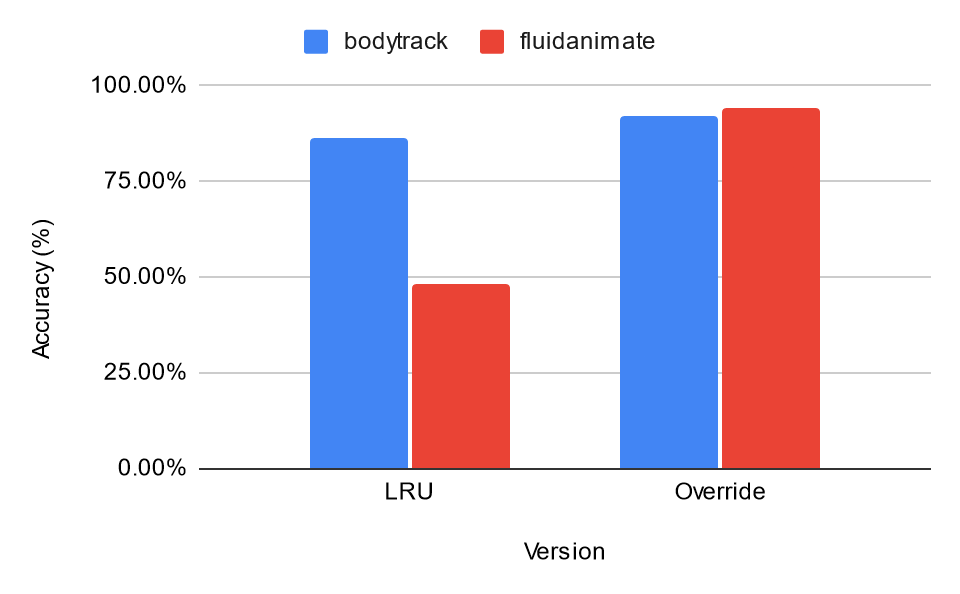 bodytrack fluidanimate
100.00%
75.00%
50.00%
25.00%
0.00%
Accuracy (%)
LRU Override
Version